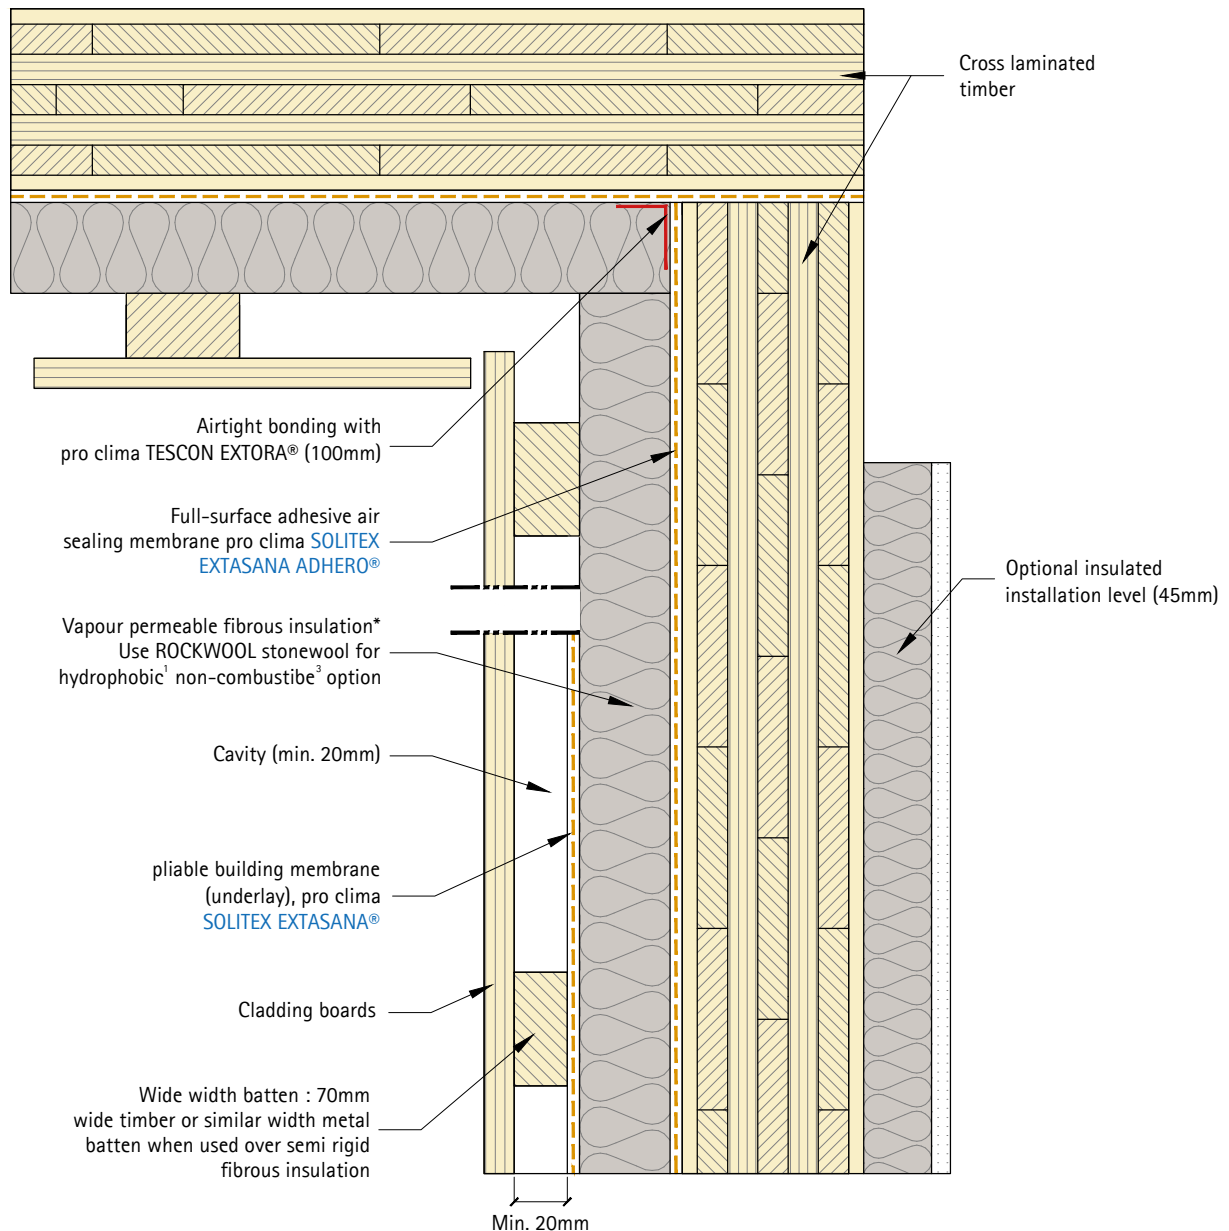 Cross laminated
timber
Airtight bonding with
pro clima TESCON EXTORA® (100mm)
Full-surface adhesive air
sealing membrane pro clima SOLITEX
EXTASANA ADHERO®
Optional insulated
installation level (45mm)
Vapour permeable fibrous insulation*
Use ROCKWOOL stonewool for
hydrophobic¹ non-combustibe³ option
Cavity (min. 20mm)
pliable building membrane
(underlay), pro clima
SOLITEX EXTASANA®
Cladding boards
Wide width batten : 70mm
wide timber or similar width metal
batten when used over semi rigid
fibrous insulation
Min. 20mm